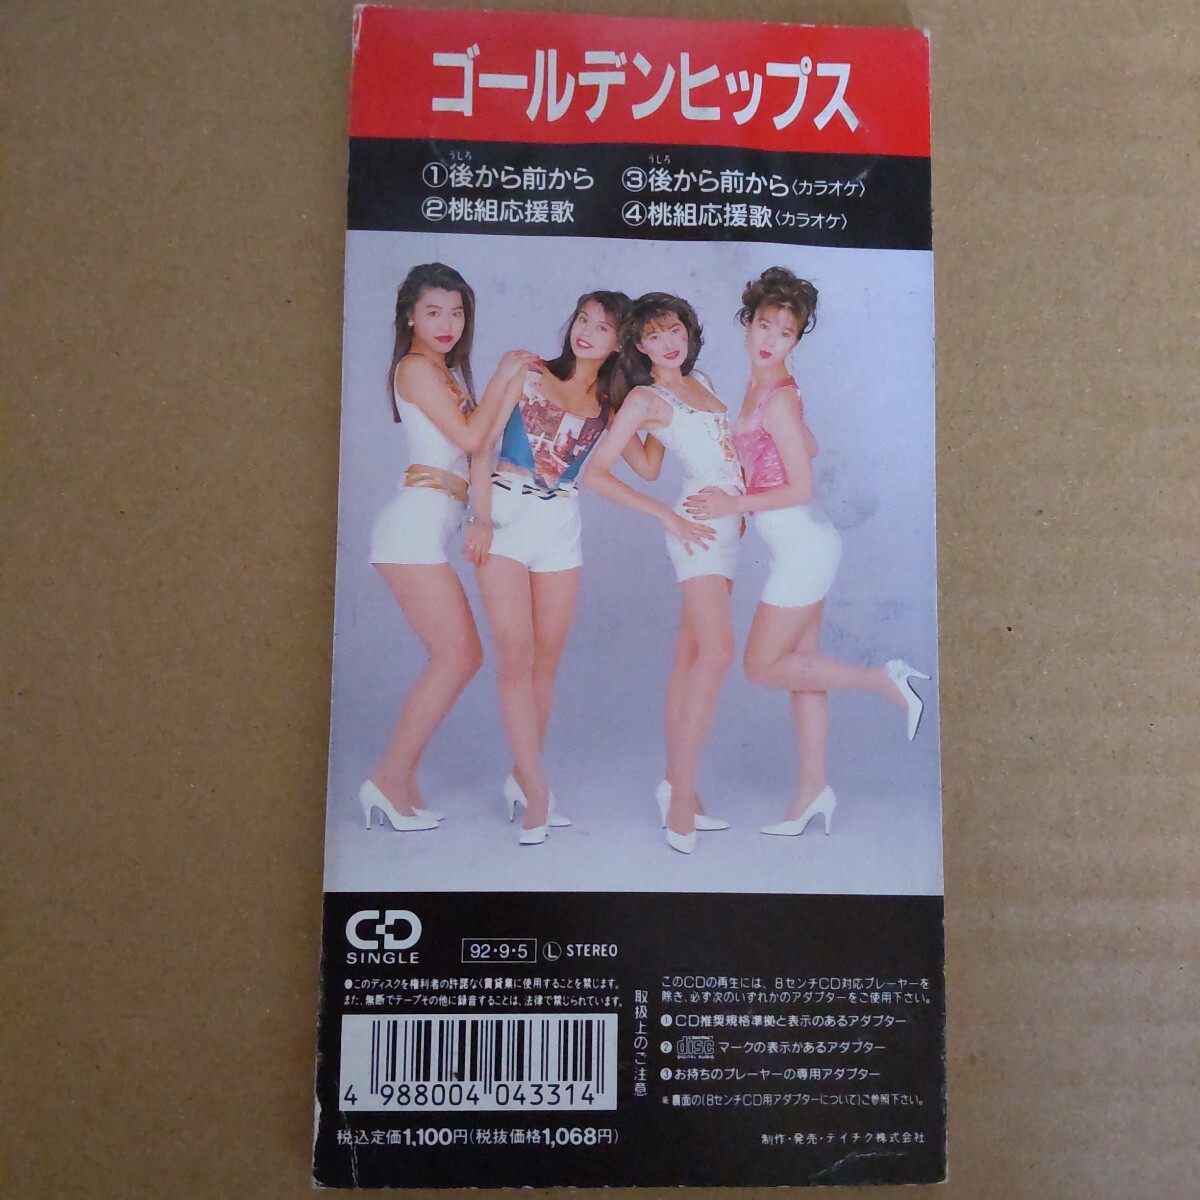 ゴールデンヒップス
うしろ
①後から前から
②桃組応援歌
うしろ
③後から前から〈カラオケ〉
④桃組応援歌〈カラオケ〉
CD
SINGLE
92・9・5 Ⓛ STEREO
●このディスクを権利者の許諾なく賃貸業に使用することを禁じます。
また、無断でテープその他に録音することは、法律で禁じられています。
4 988004 043314
税込定価1,100円(税抜価格1,068円)
取扱上のご注意
このCDの再生には、8センチCD対応プレーヤーを
除き、必ず次のいずれかのアダプターをご使用下さい。
❶CD推奨規格準拠と表示のあるアダプター
❷COMPACT disc DIGITAL AUDIO マークの表示があるアダプター
❸お持ちのプレーヤーの専用アダプター
※裏面の(8センチCD用アダプターについて)ご参照下さい。
制作・発売・テイチク株式会社